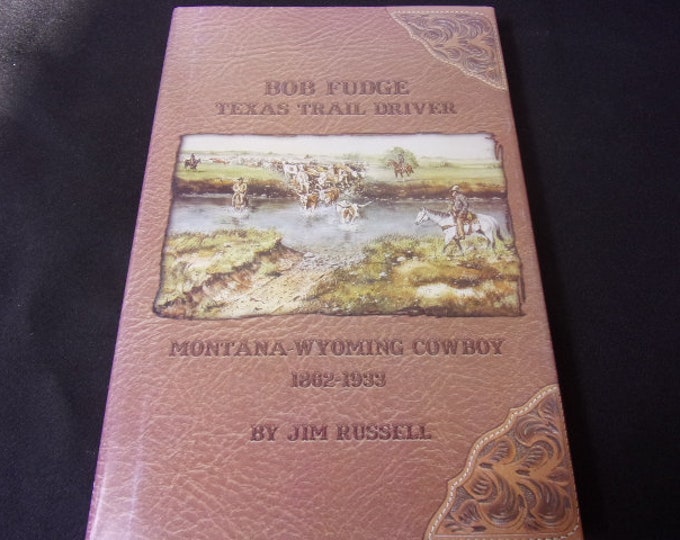 BOB FUDGE
TEXAS TRAIL DRIVER
MONTANA-WYOMING COWBOY
1862-1933
BY JIM RUSSELL